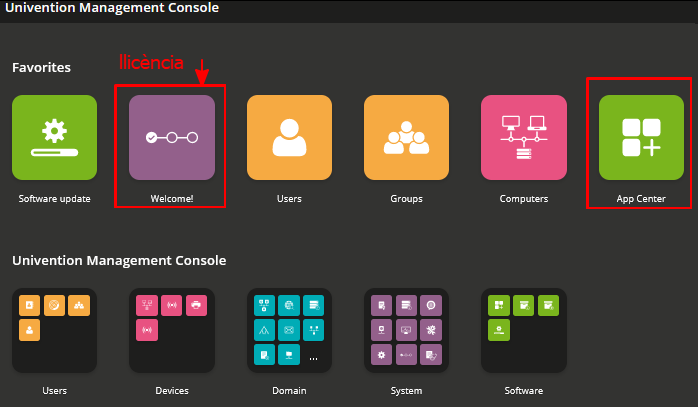 Univention Management Console
Favorites
llicència
Software update
Welcome!
Users
Groups
Computers
App Center
Univention Management Console
...
Users
Devices
Domain
System
Software